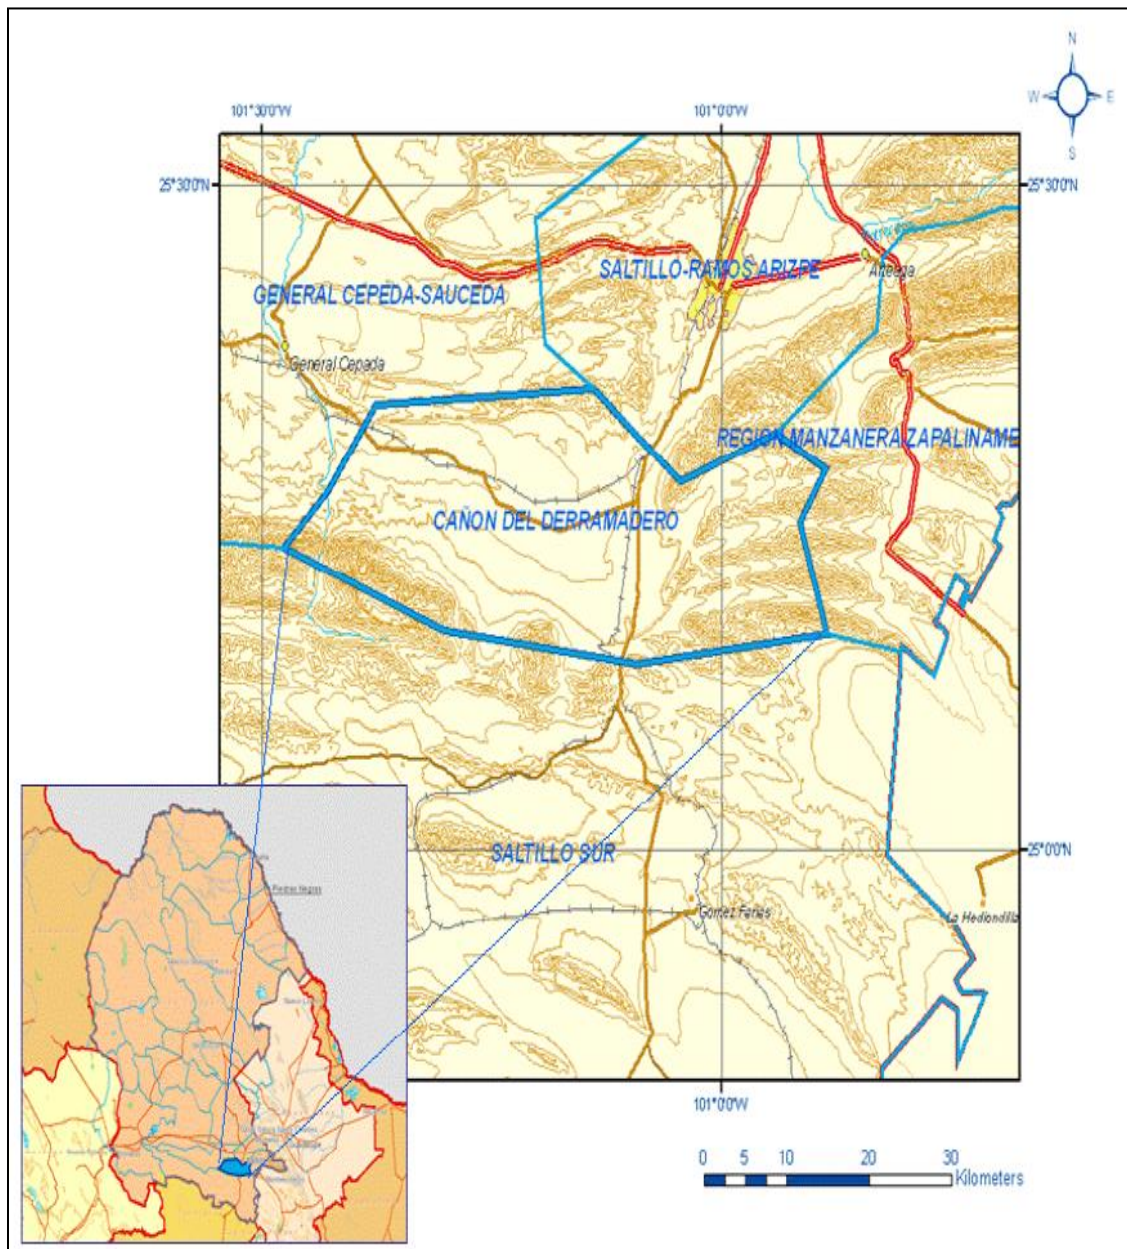 N
W E
S
101°30'0"W 101°0'0"W
25°30'0"N 25°30'0"N
Arteaga
SALTILLO-RAMOS ARIZPE
GENERAL CEPEDA-SAUCEDA
General Cepada
REGION MANZANERA ZAPALINAME
CAÑON DEL DERRAMADERO
SALTILLO SUR
25°0'0"N
Piedras Negras
Gomez Farias
La Hediondilla
101°0'0"W
0 5 10 20 30
Kilometers